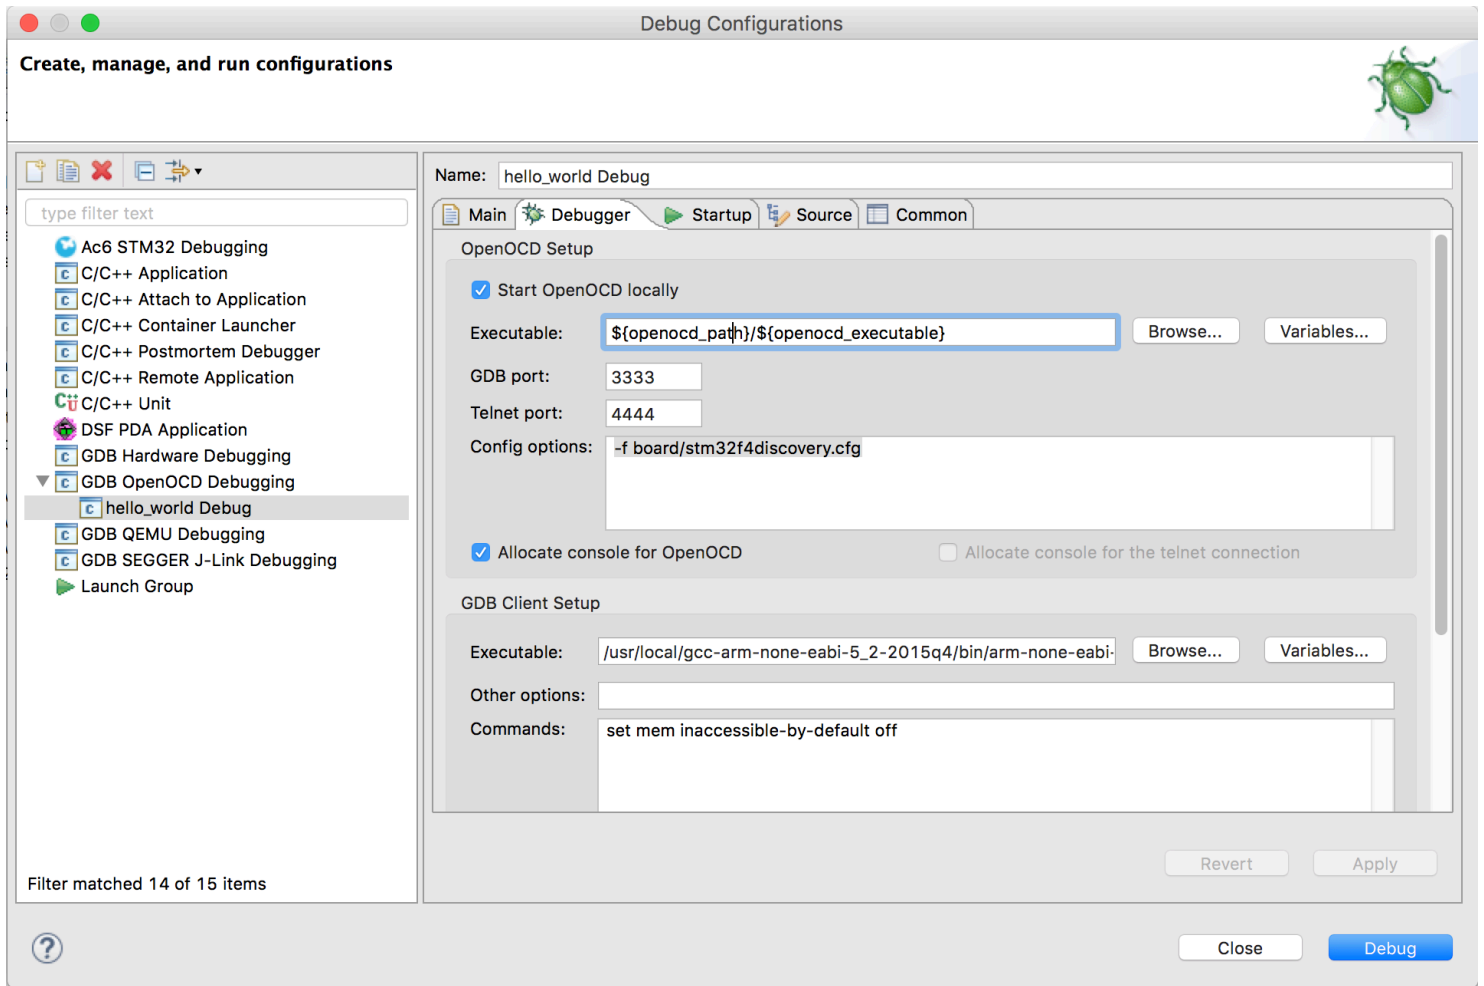 Debug Configurations
Create, manage, and run configurations
type filter text
Ac6 STM32 Debugging
C/C++ Application
C/C++ Attach to Application
C/C++ Container Launcher
C/C++ Postmortem Debugger
C/C++ Remote Application
C/C++ Unit
DSF PDA Application
GDB Hardware Debugging
GDB OpenOCD Debugging
hello_world Debug
GDB QEMU Debugging
GDB SEGGER J-Link Debugging
Launch Group
Filter matched 14 of 15 items
Name: hello_world Debug
Main Debugger Startup Source Common
OpenOCD Setup
Start OpenOCD locally
Executable: ${openocd_path}/${openocd_executable} Browse... Variables...
GDB port: 3333
Telnet port: 4444
Config options: -f board/stm32f4discovery.cfg
Allocate console for OpenOCD Allocate console for the telnet connection
GDB Client Setup
Executable: /usr/local/gcc-arm-none-eabi-5_2-2015q4/bin/arm-none-eabi- Browse... Variables...
Other options:
Commands: set mem inaccessible-by-default off
Revert Apply
? Close Debug